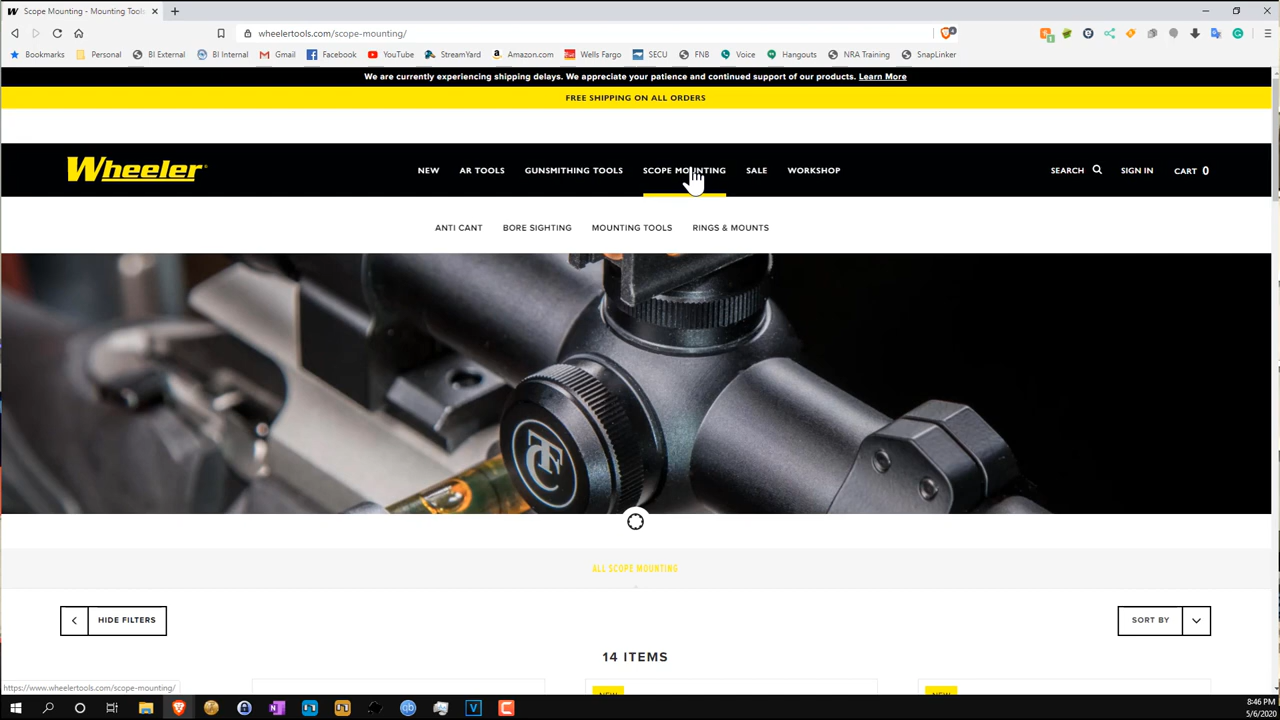 Scope Mounting - Mounting Tools
wheelertools.com/scope-mounting/
Bookmarks Personal BI External BI Internal Gmail Facebook YouTube StreamYard Amazon.com Wells Fargo SECU FNB Voice Hangouts NRA Training SnapLinker
We are currently experiencing shipping delays. We appreciate your patience and continued support of our products. Learn More
FREE SHIPPING ON ALL ORDERS
Wheeler NEW AR TOOLS GUNSMITHING TOOLS SCOPE MOUNTING SALE WORKSHOP SEARCH SIGN IN CART 0
ANTI CANT BORE SIGHTING MOUNTING TOOLS RINGS & MOUNTS
ALL SCOPE MOUNTING
HIDE FILTERS SORT BY
14 ITEMS
NEW NEW
https://www.wheelertools.com/scope-mounting/
8:46 PM
5/6/2020